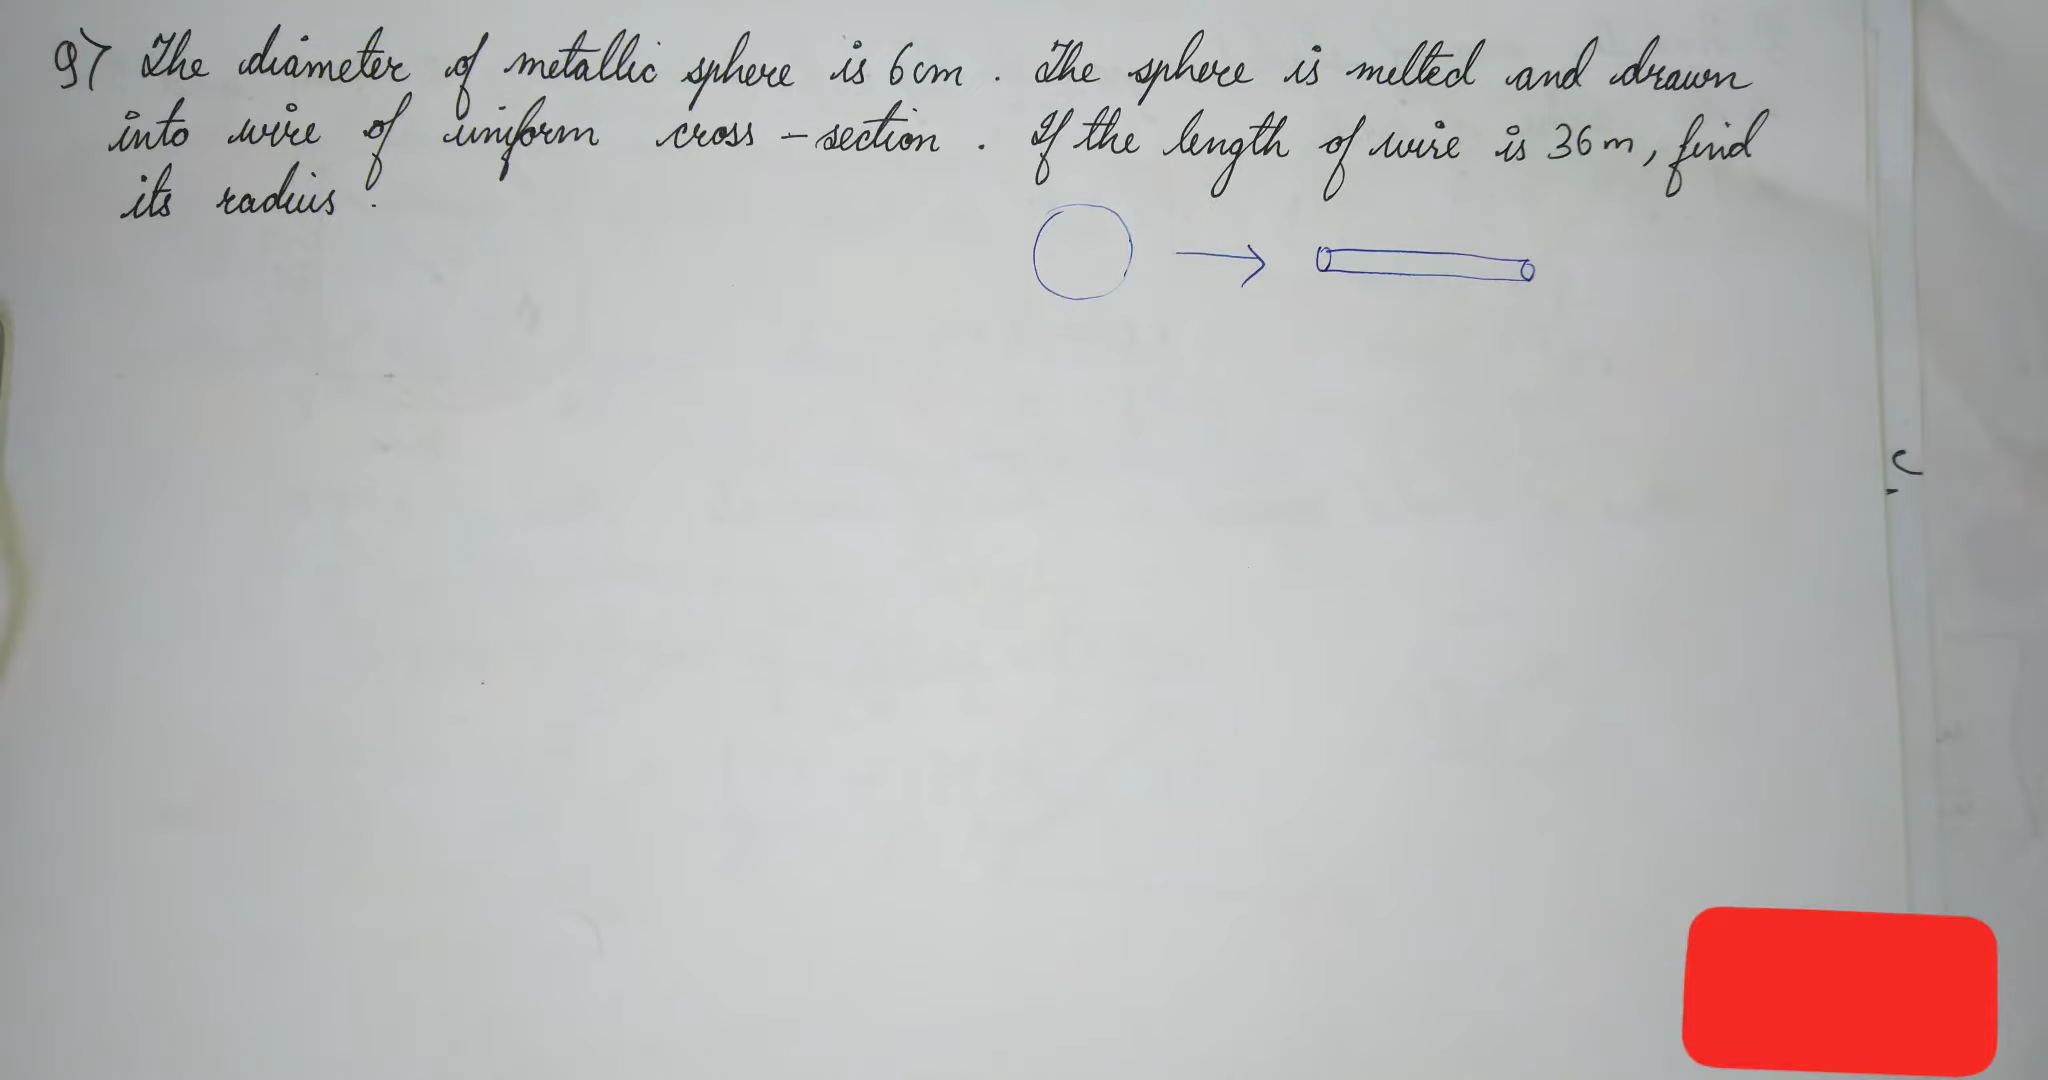 Q> The diameter of metallic sphere is 6cm. The sphere is melted and drawn
into wire of uniform cross-section. If the length of wire is 36m, find
its radius.